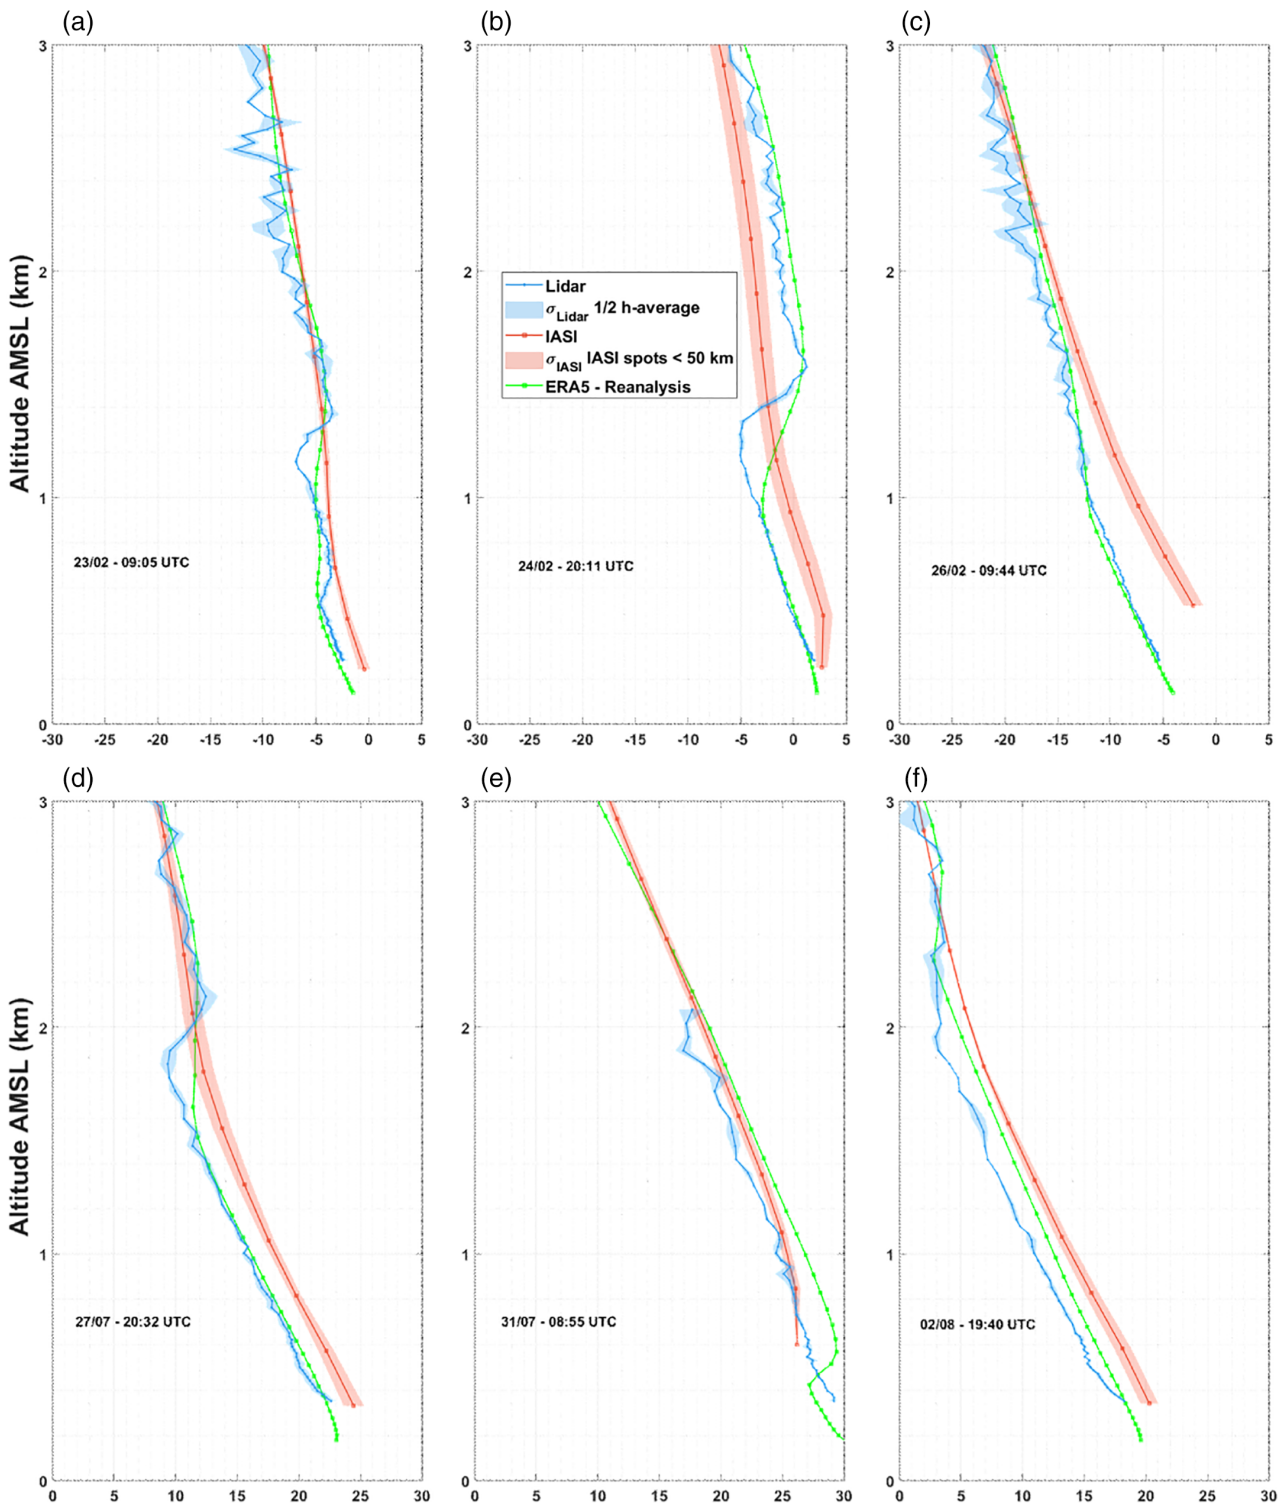 (a)
(b)
(c)
3
2
1
0
-30 -25 -20 -15 -10 -5 0 5
Altitude AMSL (km)
23/02 - 09:05 UTC
3
2
1
0
-30 -25 -20 -15 -10 -5 0 5
Lidar
σLidar 1/2 h-average
IASI
σIASI IASI spots < 50 km
ERA5 - Reanalysis
24/02 - 20:11 UTC
3
2
1
0
-30 -25 -20 -15 -10 -5 0 5
26/02 - 09:44 UTC
(d)
(e)
(f)
3
2
1
0
0 5 10 15 20 25 30
Altitude AMSL (km)
27/07 - 20:32 UTC
3
2
1
0
0 5 10 15 20 25 30
31/07 - 08:55 UTC
3
2
1
0
0 5 10 15 20 25 30
02/08 - 19:40 UTC